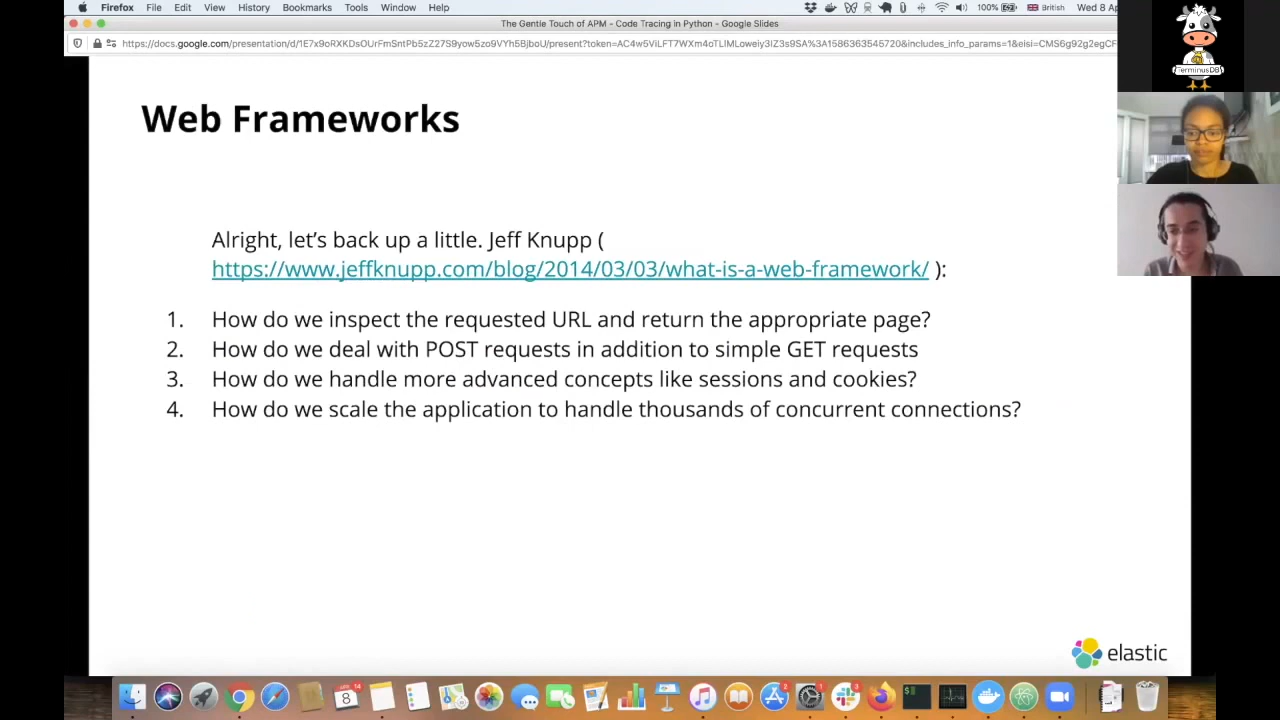 Firefox File Edit View History Bookmarks Tools Window Help 100% British Wed 8 Ap
The Gentle Touch of APM - Code Tracing in Python - Google Slides
TerminusDB
Web Frameworks
Alright, let's back up a little. Jeff Knupp (
https://www.jeffknupp.com/blog/2014/03/03/what-is-a-web-framework/ ):
1. How do we inspect the requested URL and return the appropriate page?
2. How do we deal with POST requests in addition to simple GET requests
3. How do we handle more advanced concepts like sessions and cookies?
4. How do we scale the application to handle thousands of concurrent connections?
elastic